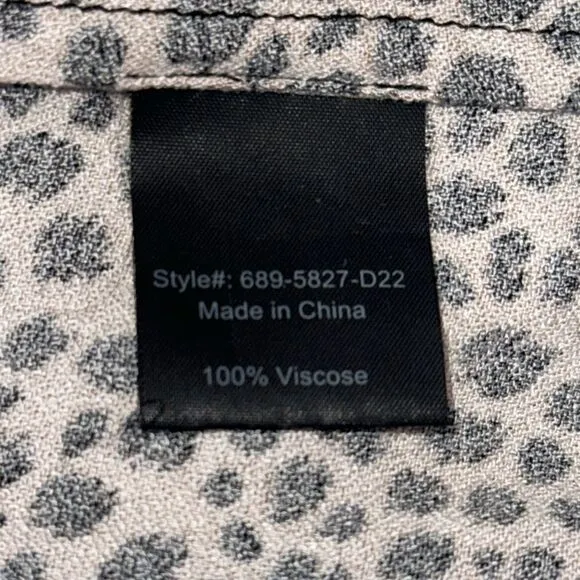 Style#: 689-5827-D22
Made in China
100% Viscose